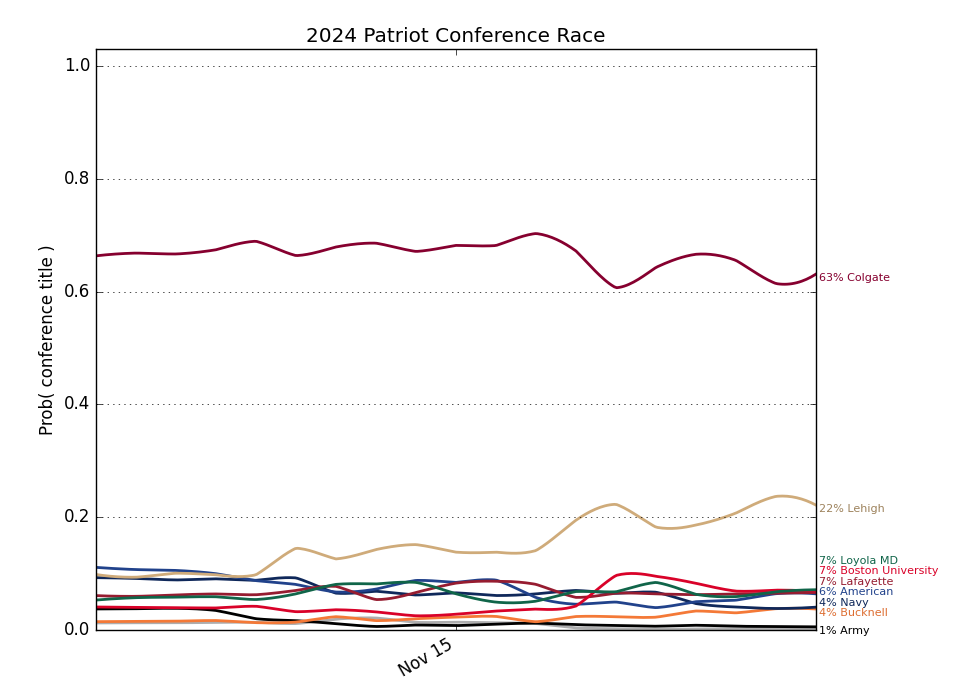 2024 Patriot Conference Race
Prob( conference title )
1.0
0.8
0.6
0.4
0.2
0.0
Nov 15
63% Colgate
22% Lehigh
7% Loyola MD
7% Boston University
7% Lafayette
6% American
4% Navy
4% Bucknell
1% Army